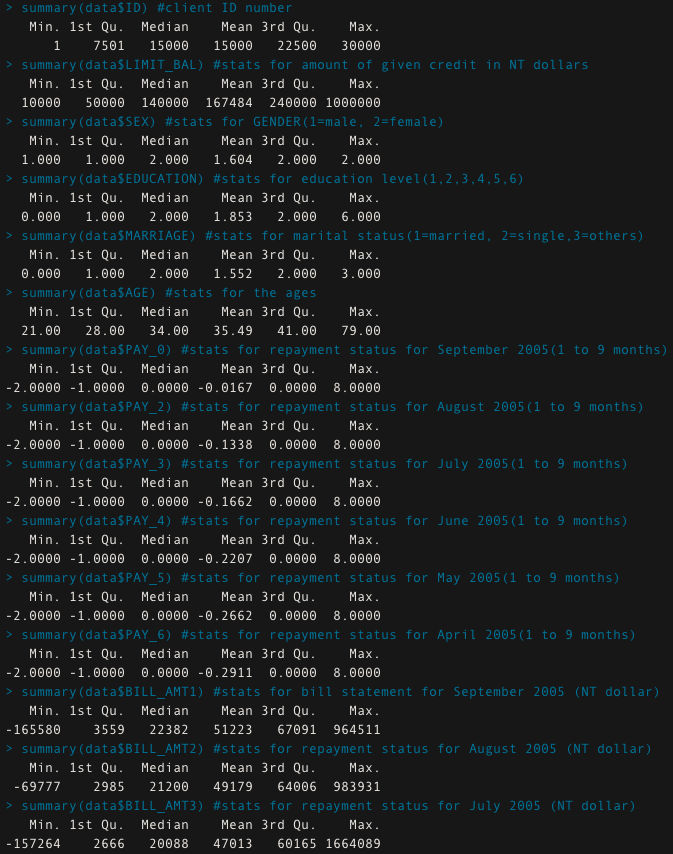 > summary(data$ID) #client ID number
Min. 1st Qu. Median Mean 3rd Qu. Max.
1 7501 15000 15000 22500 30000
> summary(data$LIMIT_BAL) #stats for amount of given credit in NT dollars
Min. 1st Qu. Median Mean 3rd Qu. Max.
10000 50000 140000 167484 240000 1000000
> summary(data$SEX) #stats for GENDER(1=male, 2=female)
Min. 1st Qu. Median Mean 3rd Qu. Max.
1.000 1.000 2.000 1.604 2.000 2.000
> summary(data$EDUCATION) #stats for education level(1,2,3,4,5,6)
Min. 1st Qu. Median Mean 3rd Qu. Max.
0.000 1.000 2.000 1.853 2.000 6.000
> summary(data$MARRIAGE) #stats for marital status(1=married, 2=single,3=others)
Min. 1st Qu. Median Mean 3rd Qu. Max.
0.000 1.000 2.000 1.552 2.000 3.000
> summary(data$AGE) #stats for the ages
Min. 1st Qu. Median Mean 3rd Qu. Max.
21.00 28.00 34.00 35.49 41.00 79.00
> summary(data$PAY_0) #stats for repayment status for September 2005(1 to 9 months)
Min. 1st Qu. Median Mean 3rd Qu. Max.
-2.0000 -1.0000 0.0000 -0.0167 0.0000 8.0000
> summary(data$PAY_2) #stats for repayment status for August 2005(1 to 9 months)
Min. 1st Qu. Median Mean 3rd Qu. Max.
-2.0000 -1.0000 0.0000 -0.1338 0.0000 8.0000
> summary(data$PAY_3) #stats for repayment status for July 2005(1 to 9 months)
Min. 1st Qu. Median Mean 3rd Qu. Max.
-2.0000 -1.0000 0.0000 -0.1662 0.0000 8.0000
> summary(data$PAY_4) #stats for repayment status for June 2005(1 to 9 months)
Min. 1st Qu. Median Mean 3rd Qu. Max.
-2.0000 -1.0000 0.0000 -0.2207 0.0000 8.0000
> summary(data$PAY_5) #stats for repayment status for May 2005(1 to 9 months)
Min. 1st Qu. Median Mean 3rd Qu. Max.
-2.0000 -1.0000 0.0000 -0.2662 0.0000 8.0000
> summary(data$PAY_6) #stats for repayment status for April 2005(1 to 9 months)
Min. 1st Qu. Median Mean 3rd Qu. Max.
-2.0000 -1.0000 0.0000 -0.2911 0.0000 8.0000
> summary(data$BILL_AMT1) #stats for bill statement for September 2005 (NT dollar)
Min. 1st Qu. Median Mean 3rd Qu. Max.
-165580 3559 22382 51223 67091 964511
> summary(data$BILL_AMT2) #stats for repayment status for August 2005 (NT dollar)
Min. 1st Qu. Median Mean 3rd Qu. Max.
-69777 2985 21200 49179 64006 983931
> summary(data$BILL_AMT3) #stats for repayment status for July 2005 (NT dollar)
Min. 1st Qu. Median Mean 3rd Qu. Max.
-157264 2666 20088 47013 60165 1664089